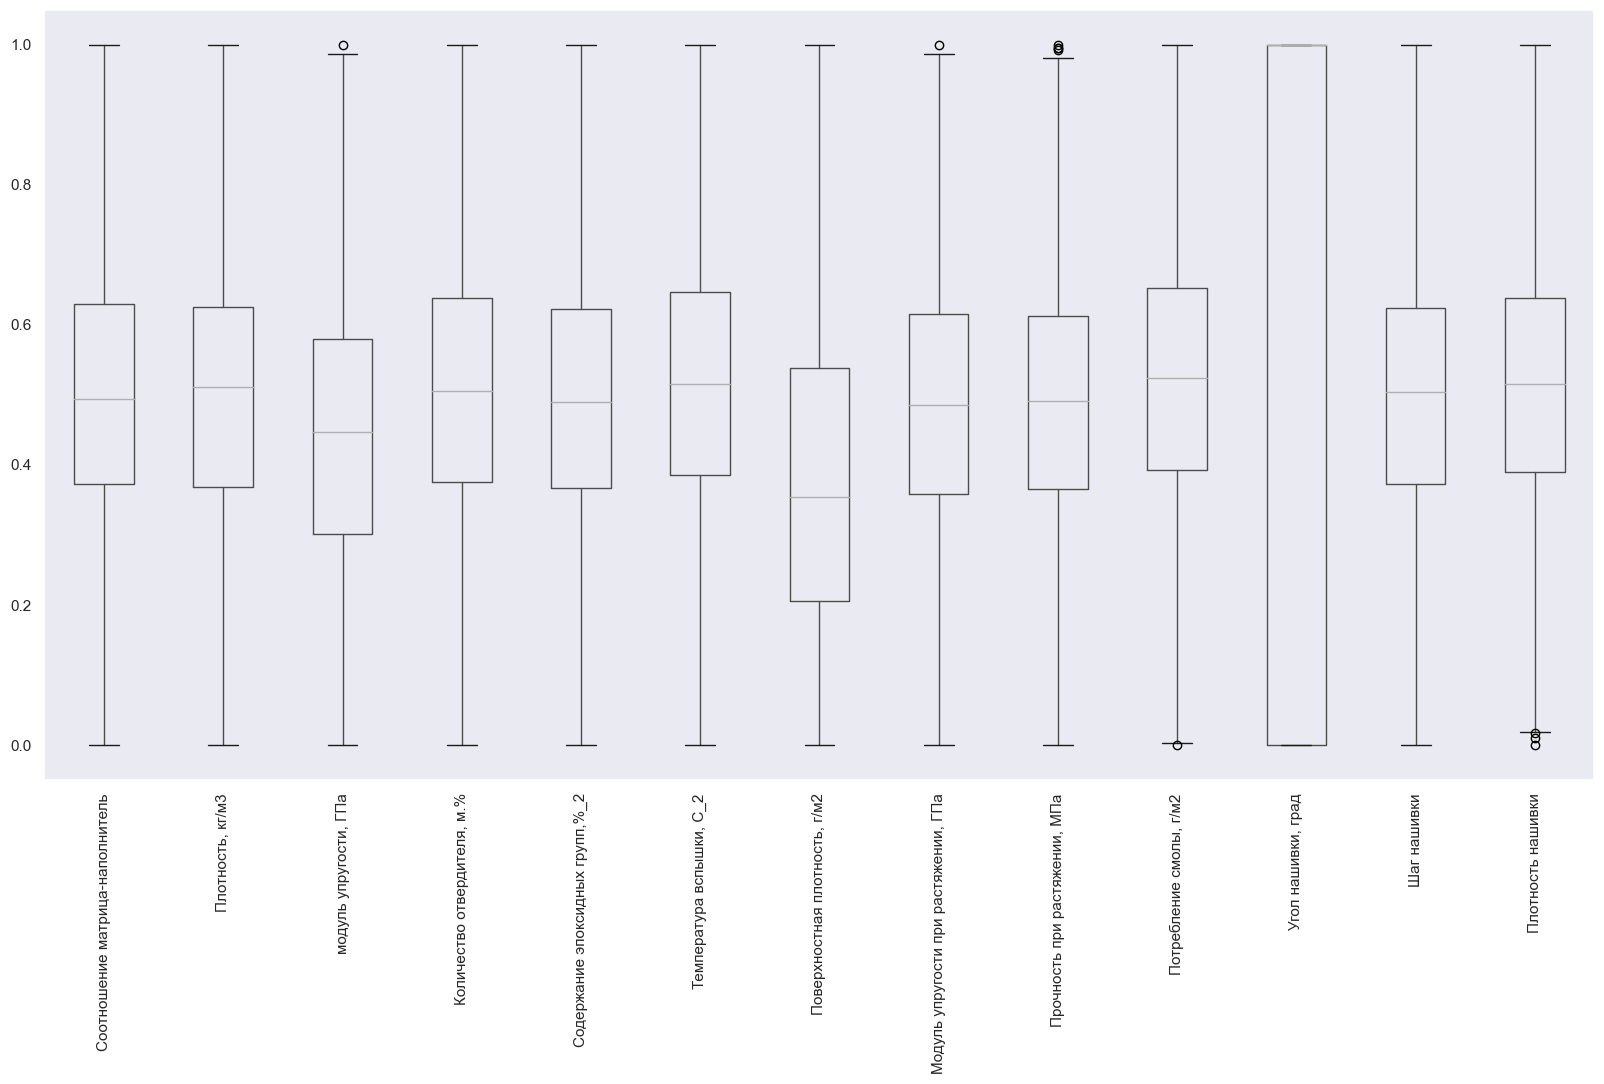 1.0
0.8
0.6
0.4
0.2
0.0
Соотношение матрица-наполнитель
Плотность, кг/м3
модуль упругости, ГПа
Количество отвердителя, м.%
Содержание эпоксидных групп,%_2
Температура вспышки, С_2
Поверхностная плотность, г/м2
Модуль упругости при растяжении, ГПа
Прочность при растяжении, МПа
Потребление смолы, г/м2
Угол нашивки, град
Шаг нашивки
Плотность нашивки